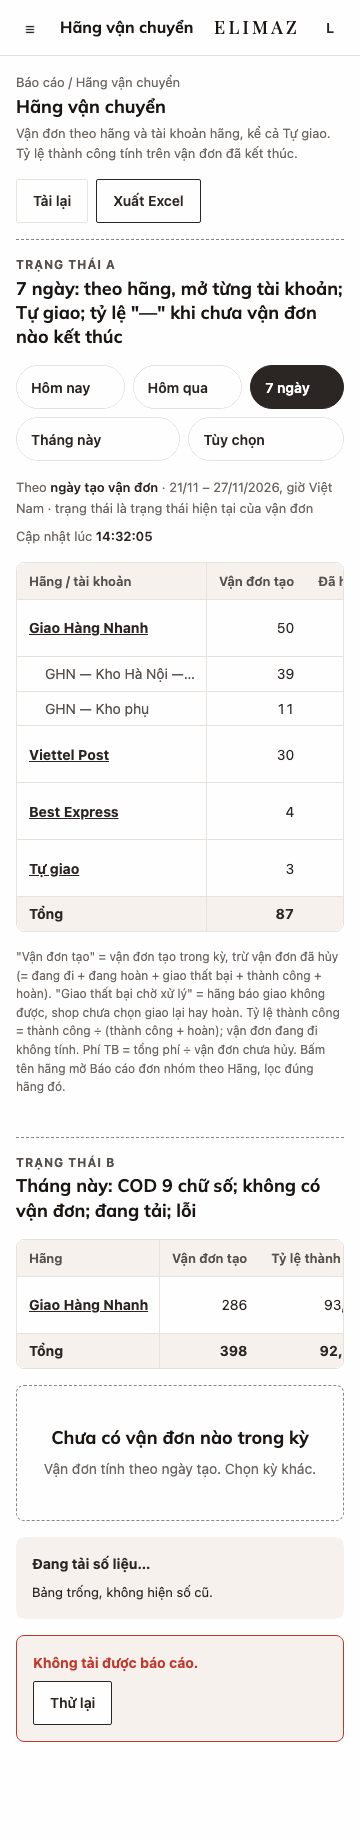 ≡ Hãng vận chuyển ELIMAZ L
Báo cáo / Hãng vận chuyển
Hãng vận chuyển
Vận đơn theo hãng và tài khoản hãng, kể cả Tự giao.
Tỷ lệ thành công tính trên vận đơn đã kết thúc.
Tải lại Xuất Excel
TRẠNG THÁI A
7 ngày: theo hãng, mở từng tài khoản;
Tự giao; tỷ lệ "—" khi chưa vận đơn
nào kết thúc
Hôm nay Hôm qua 7 ngày
Tháng này Tùy chọn
Theo ngày tạo vận đơn · 21/11 – 27/11/2026, giờ Việt
Nam · trạng thái là trạng thái hiện tại của vận đơn
Cập nhật lúc 14:32:05
Hãng / tài khoản Vận đơn tạo Đã
Giao Hàng Nhanh 50
GHN — Kho Hà Nội —... 39
GHN — Kho phụ 11
Viettel Post 30
Best Express 4
Tự giao 3
Tổng 87
"Vận đơn tạo" = vận đơn tạo trong kỳ, trừ vận đơn đã hủy
(= đang đi + đang hoàn + giao thất bại + thành công +
hoàn). "Giao thất bại chờ xử lý" = hãng báo giao không
được, shop chưa chọn giao lại hay hoàn. Tỷ lệ thành công
= thành công ÷ (thành công + hoàn); vận đơn đang đi
không tính. Phí TB = tổng phí ÷ vận đơn chưa hủy. Bấm
tên hãng mở Báo cáo đơn nhóm theo Hãng, lọc đúng
hãng đó.
TRẠNG THÁI B
Tháng này: COD 9 chữ số; không có
vận đơn; đang tải; lỗi
Hãng Vận đơn tạo Tỷ lệ thành
Giao Hàng Nhanh 286 93,
Tổng 398 92,
Chưa có vận đơn nào trong kỳ
Vận đơn tính theo ngày tạo. Chọn kỳ khác.
Đang tải số liệu...
Bảng trống, không hiện số cũ.
Không tải được báo cáo.
Thử lại